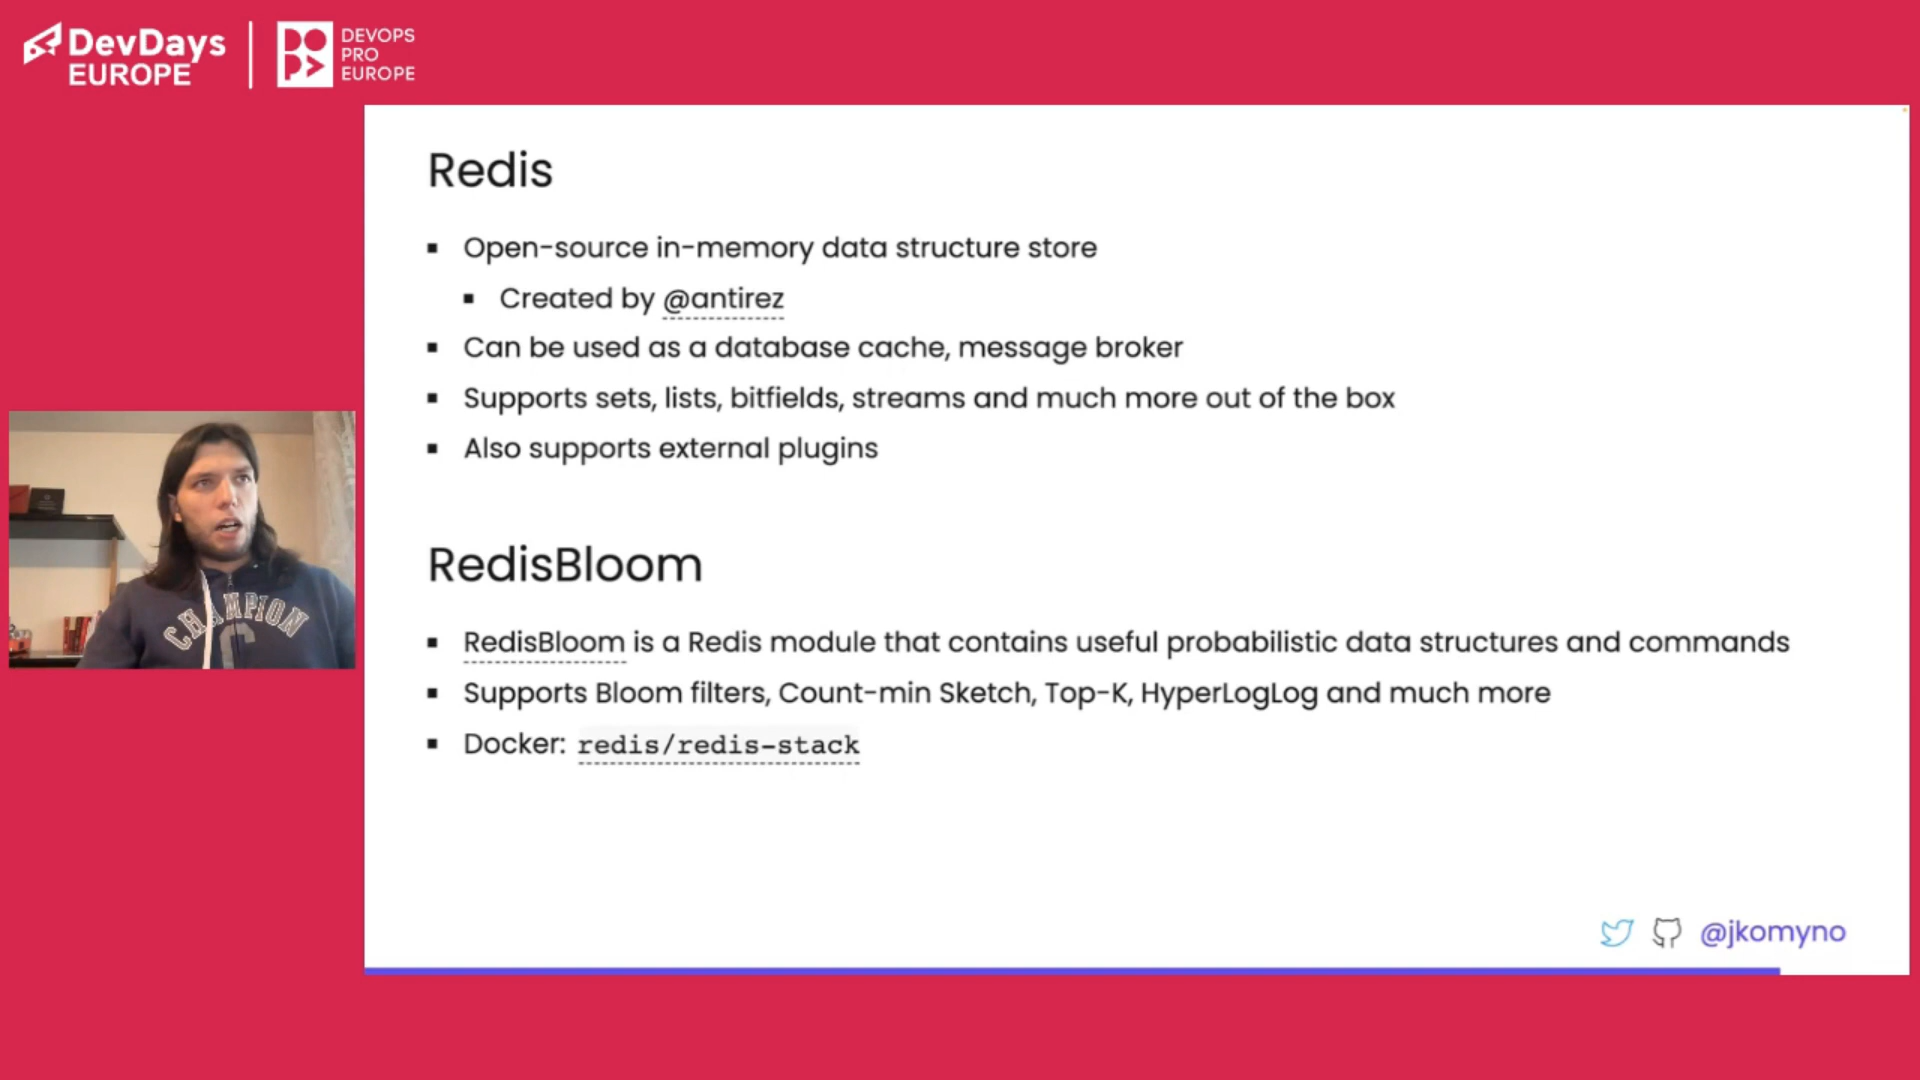 DevDays
EUROPE
DEVOPS
PRO
EUROPE
Redis
Open-source in-memory data structure store
Created by @antirez
Can be used as a database cache, message broker
Supports sets, lists, bitfields, streams and much more out of the box
Also supports external plugins
CHAMPION
C
RedisBloom
RedisBloom is a Redis module that contains useful probabilistic data structures and commands
Supports Bloom filters, Count-min Sketch, Top-K, HyperLogLog and much more
Docker: redis/redis-stack
@jkomyno